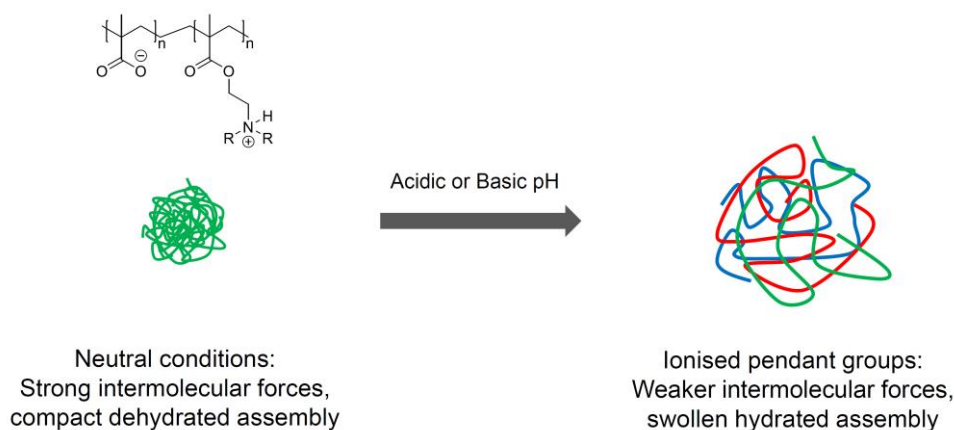 n
n
O
O
⊖
O
O
N
H
R
⊕
R
Acidic or Basic pH
Neutral conditions:
Strong intermolecular forces,
compact dehydrated assembly
Ionised pendant groups:
Weaker intermolecular forces,
swollen hydrated assembly